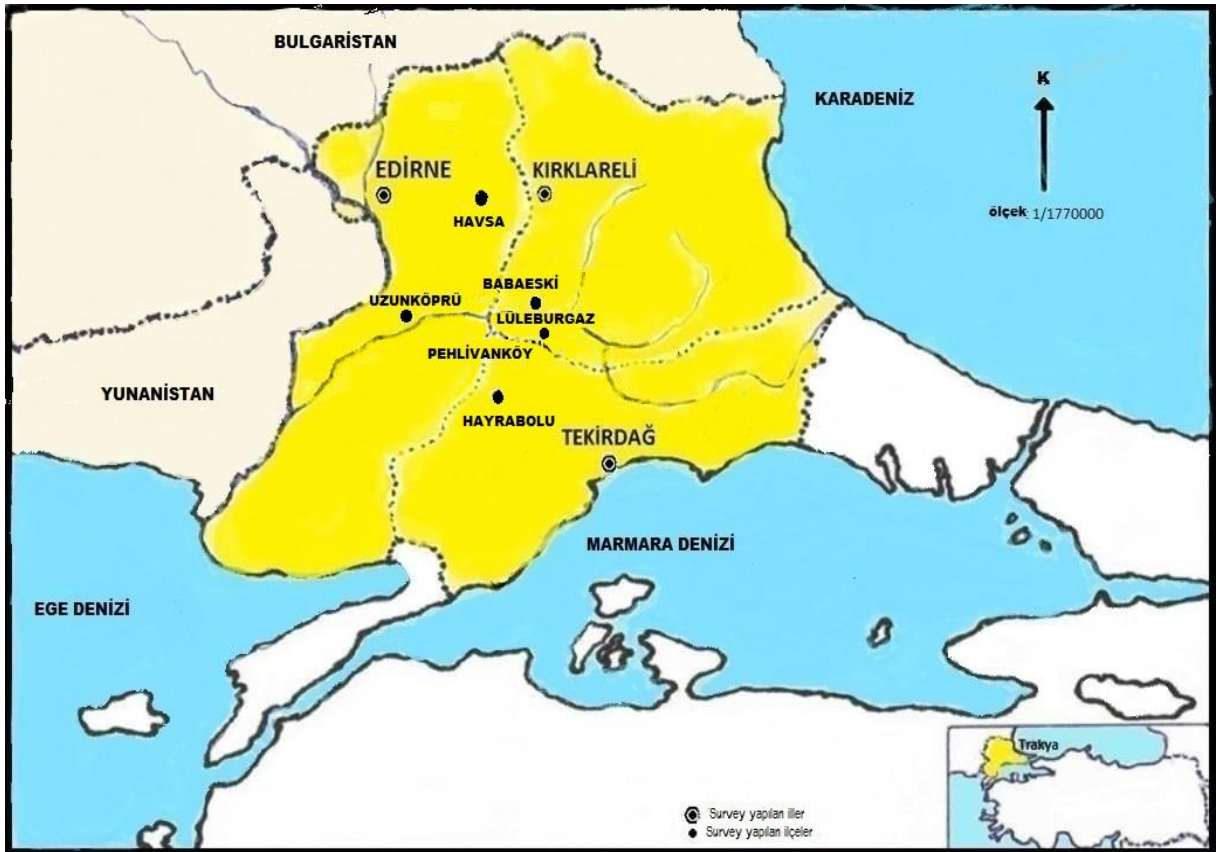 BULGARİSTAN
K
KARADENİZ
EDİRNE
KIRKLARELİ
ölçek: 1/1770000
HAVSA
BABAESKİ
UZUNKÖPRÜ
LÜLEBURGAZ
PEHLİVANKÖY
YUNANİSTAN
HAYRABOLU
TEKİRDAĞ
MARMARA DENİZİ
EGE DENİZİ
Trakya
Survey yapılan iller
Survey yapılan ilçeler